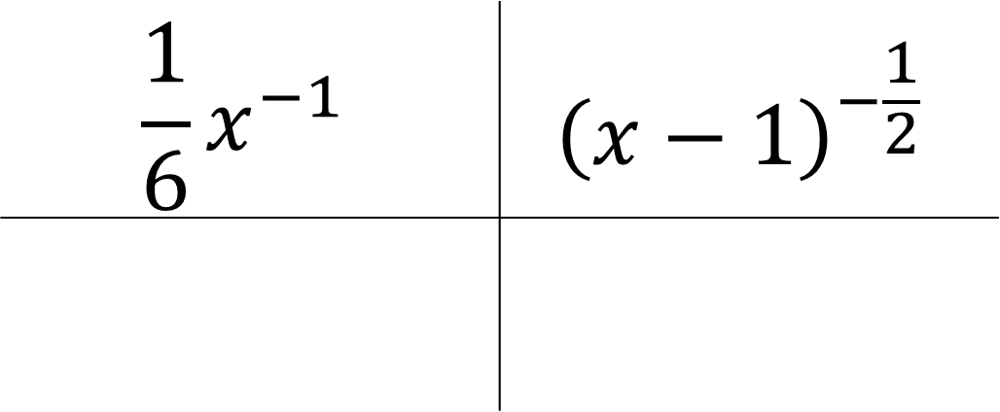 1/6 x⁻¹
(x − 1)^(−1/2)